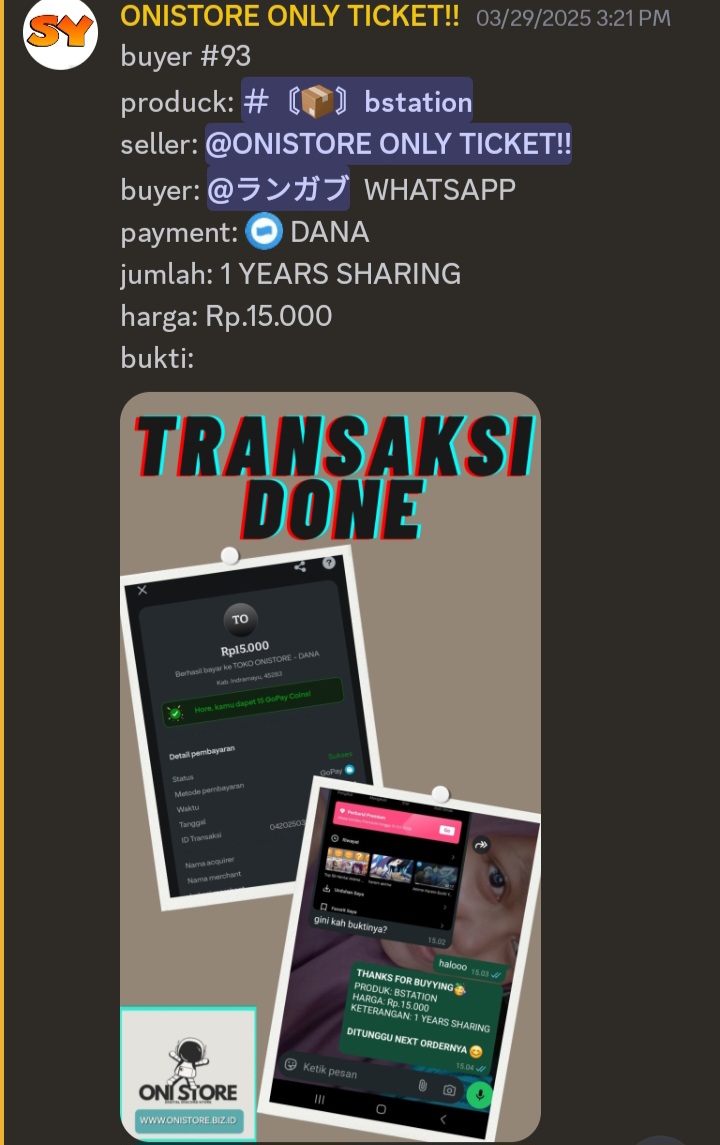 SY
ONISTORE ONLY TICKET!! 03/29/2025 3:21 PM
buyer #93
produck: # 〘📦〙bstation
seller: @ONISTORE ONLY TICKET!!
buyer: @ランガブ WHATSAPP
payment: DANA
jumlah: 1 YEARS SHARING
harga: Rp.15.000
bukti:
TRANSAKSI
DONE
TO
Rp15.000
Berhasil bayar ke TOKO ONISTORE - DANA
Kab. Indramayu, 45283
Hore, kamu dapat 15 GoPay Coins!
Detail pembayaran
Status Sukses
Metode pembayaran GoPay
Waktu
Tanggal
ID Transaksi 04202503
Nama acquirer
Nama merchant
Premium
Go
Riwayat
Unduhan Saya
Favorit Saya
gini kah buktinya?
15.02
halooo 15.03
THANKS FOR BUYYING🥳
PRODUK: BSTATION
HARGA: Rp.15.000
KETERANGAN: 1 YEARS SHARING
DITUNGGU NEXT ORDERNYA 😊
15.04
Ketik pesan
ONI STORE
WWW.ONISTORE.BIZ.ID